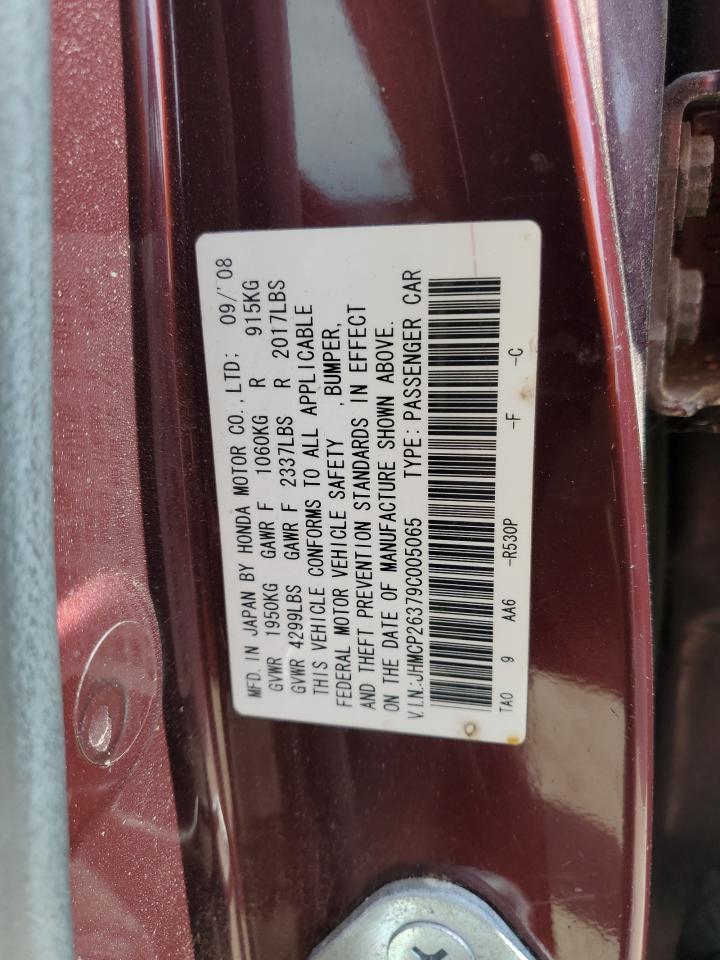 MFD. IN JAPAN BY HONDA MOTOR CO., LTD; 09/'08
GVWR 1950KG GAWR F 1060KG R 915KG
GVWR 4299LBS GAWR F 2337LBS R 2017LBS
THIS VEHICLE CONFORMS TO ALL APPLICABLE
FEDERAL MOTOR VEHICLE SAFETY , BUMPER,
AND THEFT PREVENTION STANDARDS IN EFFECT
ON THE DATE OF MANUFACTURE SHOWN ABOVE.
V.I.N.:JHMCP26379C005065 TYPE: PASSENGER CAR
TA0 9 AA6 -R530P -F -C